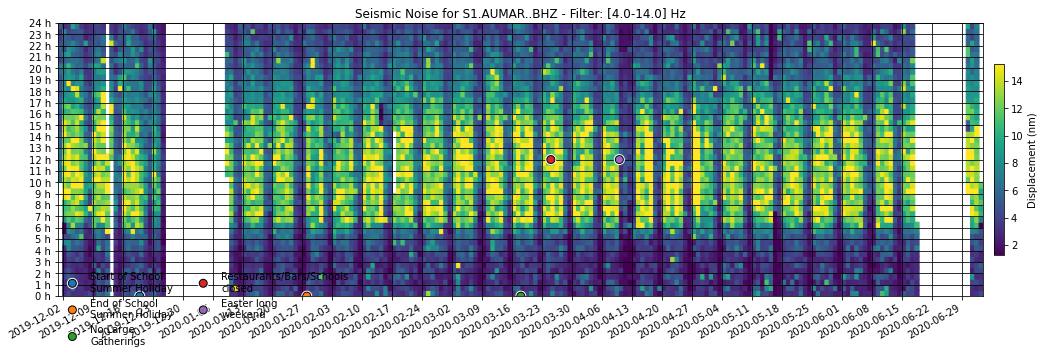 Seismic Noise for S1.AUMAR..BHZ - Filter: [4.0-14.0] Hz
24 h
23 h
22 h
21 h
20 h
19 h
18 h
17 h
16 h
15 h
14 h
13 h
12 h
11 h
10 h
9 h
8 h
7 h
6 h
5 h
4 h
3 h
2 h
1 h
0 h
14
12
10
8
6
4
2
Displacement (nm)
Start of School
Summer Holiday
End of School
Summer Holiday
No Large
Gatherings
Restaurants/Bars/Schools
closed
Easter long
weekend
2019-12-02
2020-01-27
2020-02-03
2020-02-10
2020-02-17
2020-02-24
2020-03-02
2020-03-09
2020-03-16
2020-03-23
2020-03-30
2020-04-06
2020-04-13
2020-04-20
2020-04-27
2020-05-04
2020-05-11
2020-05-18
2020-05-25
2020-06-01
2020-06-08
2020-06-15
2020-06-22
2020-06-29